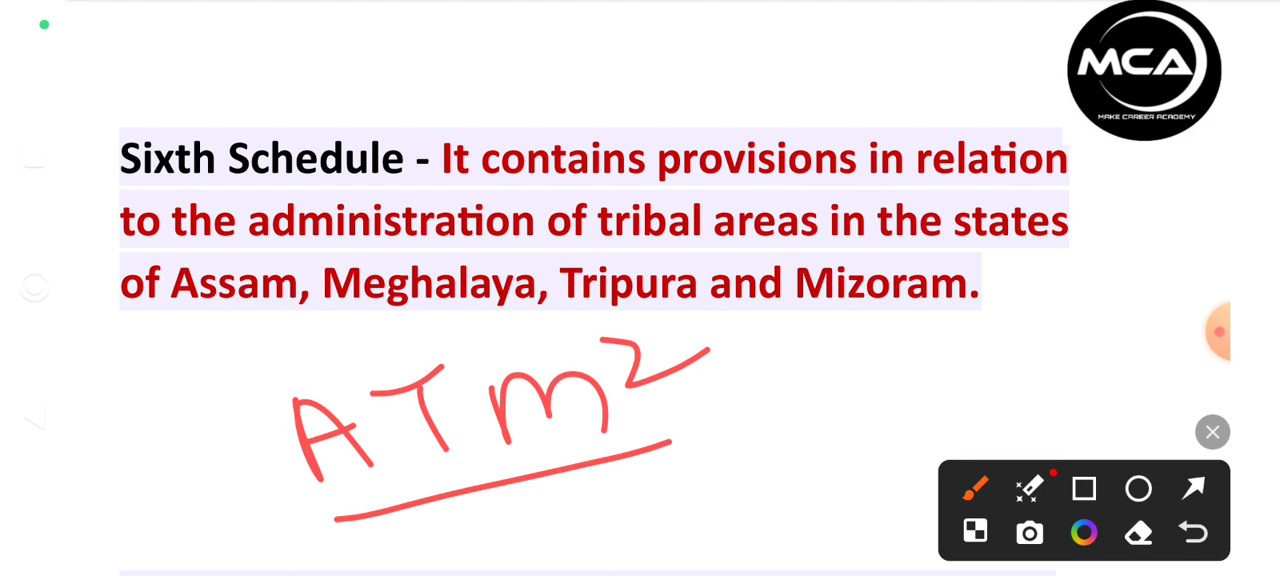 MCA
MAKE CAREER ACADEMY
Sixth Schedule - It contains provisions in relation
to the administration of tribal areas in the states
of Assam, Meghalaya, Tripura and Mizoram.
ATm²